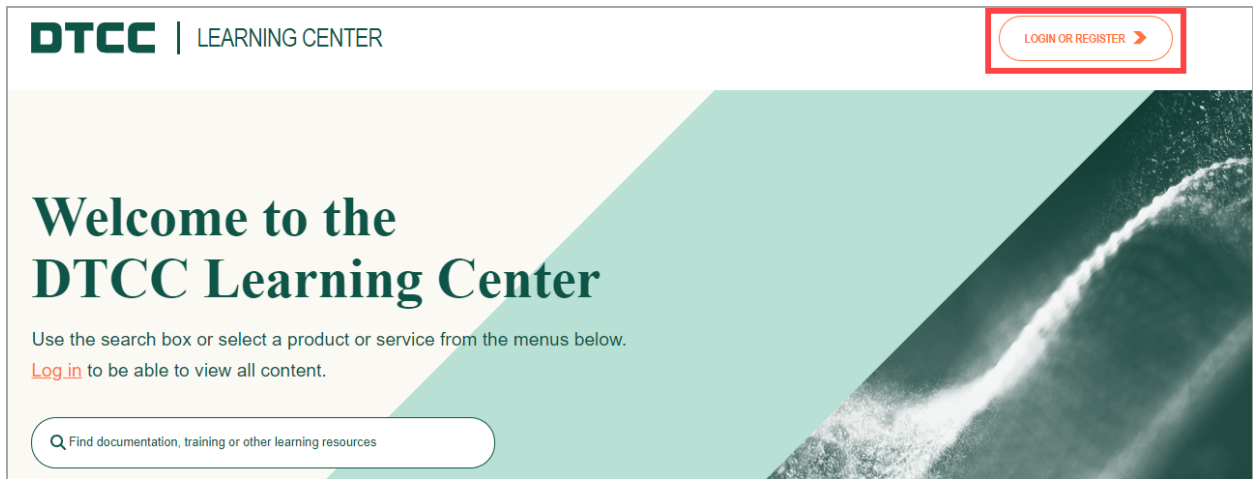 DTCC | LEARNING CENTER
LOGIN OR REGISTER
Welcome to the
DTCC Learning Center
Use the search box or select a product or service from the menus below.
Log in to be able to view all content.
Find documentation, training or other learning resources